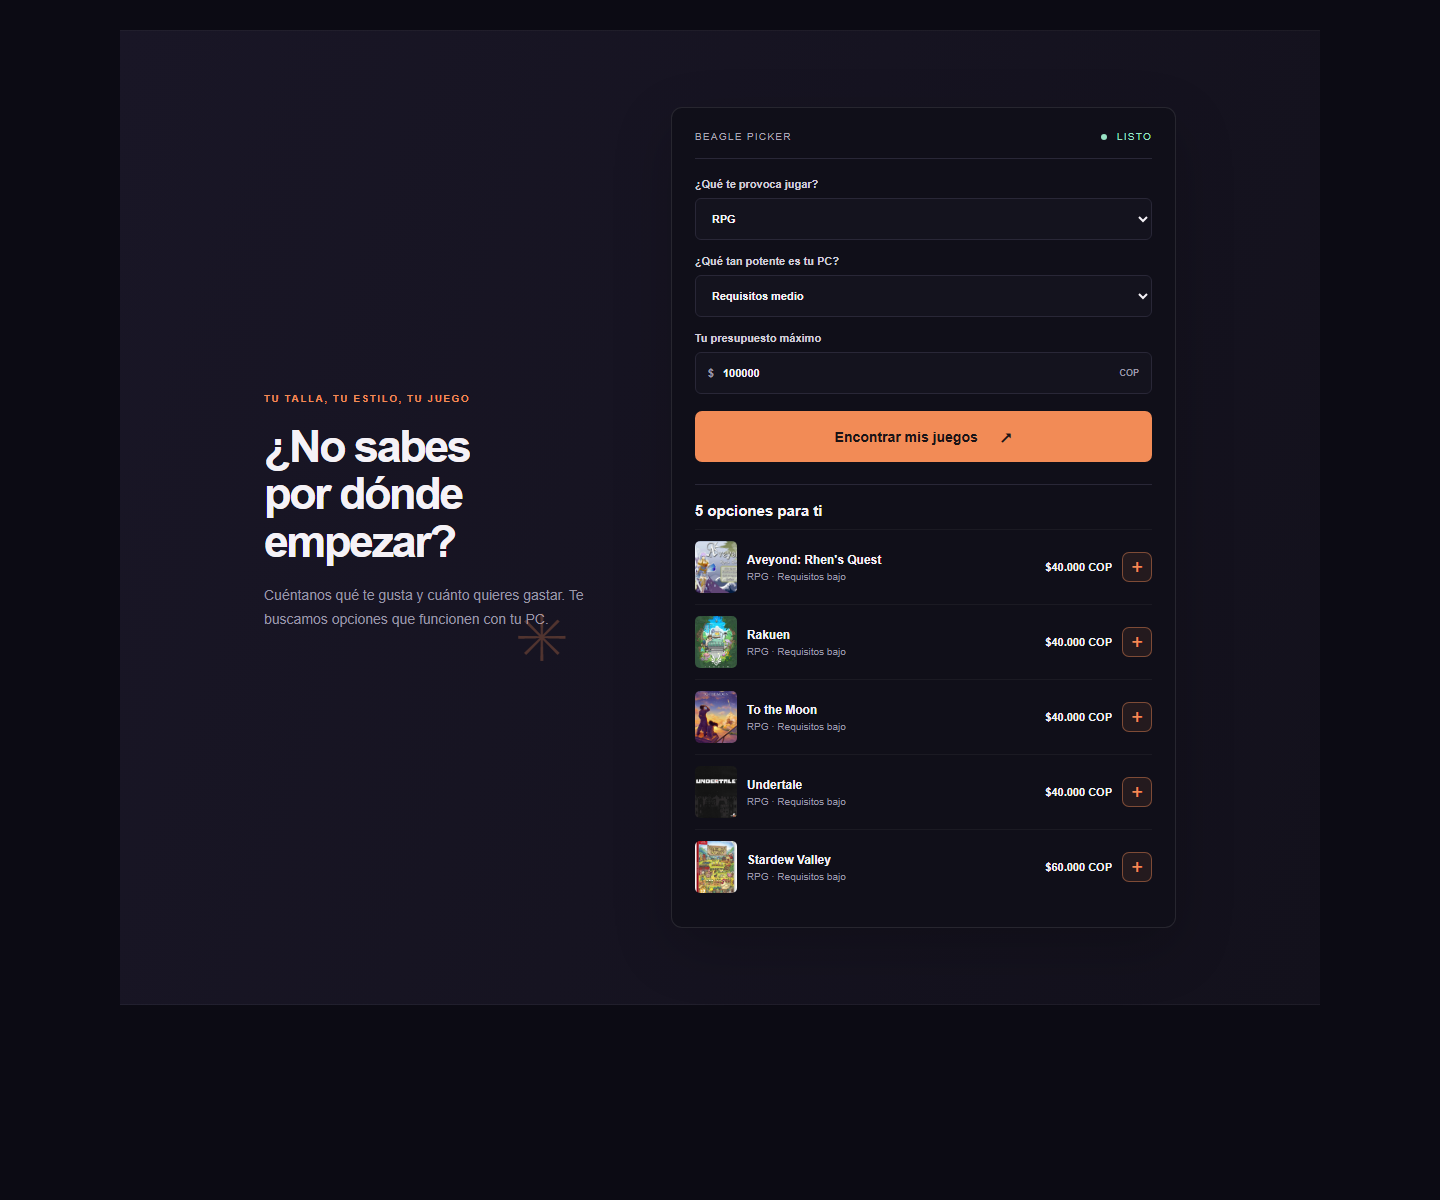 TU TALLA, TU ESTILO, TU JUEGO
¿No sabes
por dónde
empezar?
Cuéntanos qué te gusta y cuánto quieres gastar. Te
buscamos opciones que funcionen con tu PC.
BEAGLE PICKER
LISTO
¿Qué te provoca jugar?
RPG
¿Qué tan potente es tu PC?
Requisitos medio
Tu presupuesto máximo
$ 100000 COP
Encontrar mis juegos ↗
5 opciones para ti
Aveyond: Rhen's Quest
RPG · Requisitos bajo
$40.000 COP +
Rakuen
RPG · Requisitos bajo
$40.000 COP +
To the Moon
RPG · Requisitos bajo
$40.000 COP +
UNDERTALE
Undertale
RPG · Requisitos bajo
$40.000 COP +
Stardew Valley
RPG · Requisitos bajo
$60.000 COP +